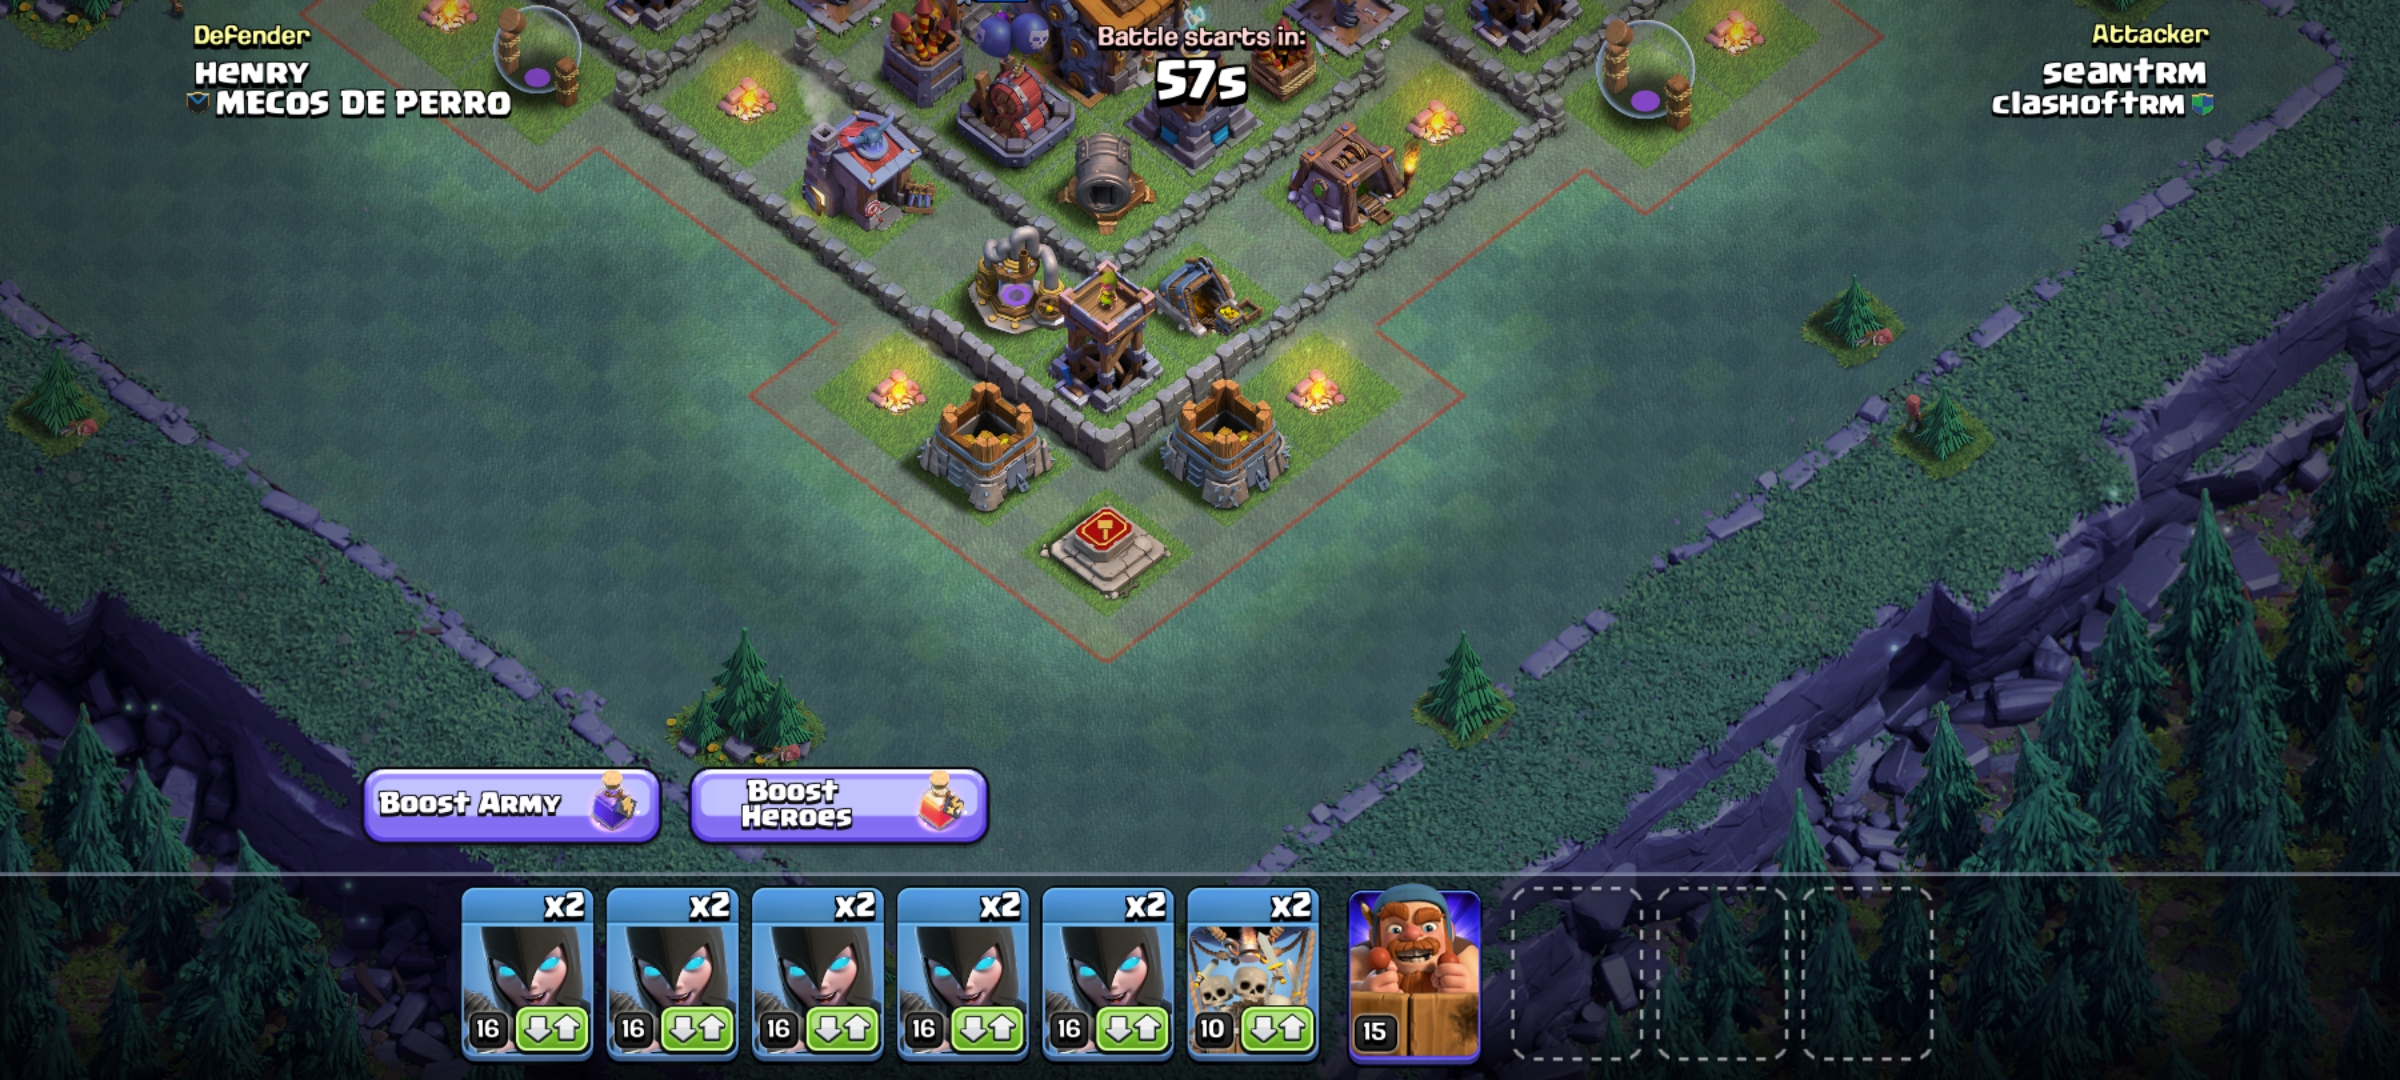 Defender
HENRY
MECOS DE PERRO
Battle starts in:
57s
Attacker
seantRM
clashoftRM
Boost Army
Boost
Heroes
x2
x2
x2
x2
x2
x2
16
16
16
16
16
10
15